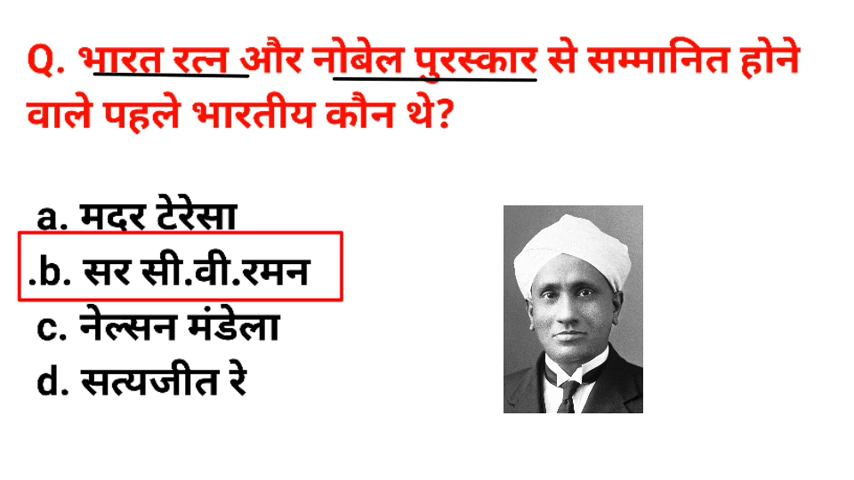 Q. भारत रत्न और नोबेल पुरस्कार से सम्मानित होने
वाले पहले भारतीय कौन थे?
a. मदर टेरेसा
.b. सर सी.वी.रमन
c. नेल्सन मंडेला
d. सत्यजीत रे